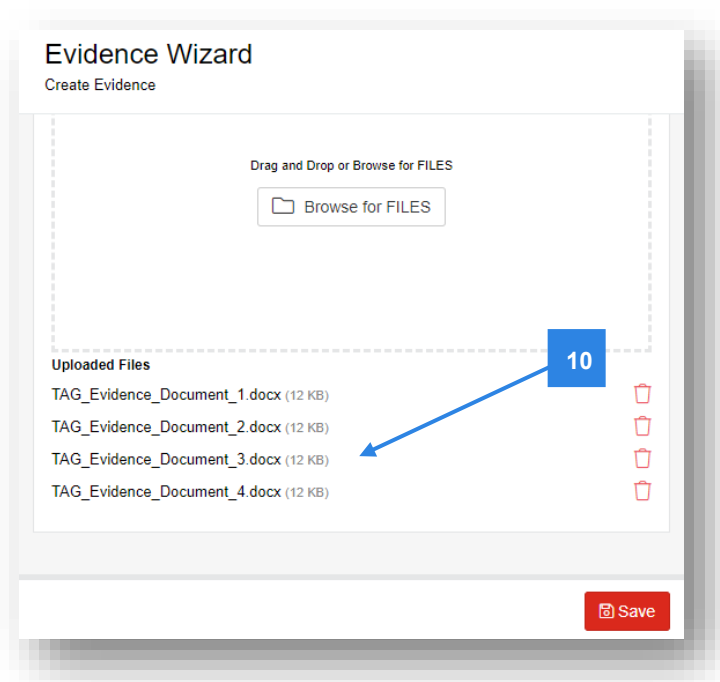 Evidence Wizard
Create Evidence
Drag and Drop or Browse for FILES
Browse for FILES
10
Uploaded Files
TAG_Evidence_Document_1.docx (12 KB)
TAG_Evidence_Document_2.docx (12 KB)
TAG_Evidence_Document_3.docx (12 KB)
TAG_Evidence_Document_4.docx (12 KB)
Save